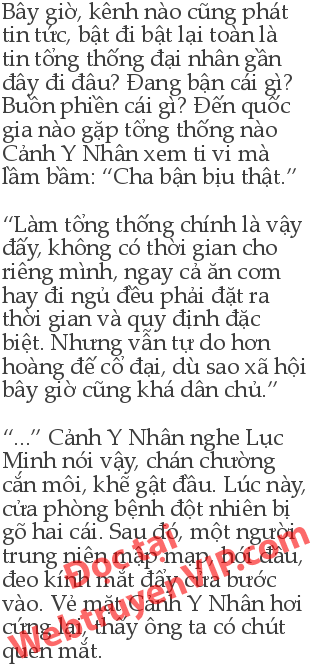 Bây giờ, kênh nào cũng phát
tin tức, bật đi bật lại toàn là
tin tổng thống đại nhân gần
đây đi đâu? Đang bận cái gì?
Buồn phiền cái gì? Đến quốc
gia nào gặp tổng thống nào
Cảnh Y Nhân xem ti vi mà
lầm bầm: “Cha bận bịu thật.”
“Làm tổng thống chính là vậy
đấy, không có thời gian cho
riêng mình, ngay cả ăn cơm
hay đi ngủ đều phải đặt ra
thời gian và quy định đặc
biệt. Nhưng vẫn tự do hơn
hoàng đế cổ đại, dù sao xã hội
bây giờ cũng khá dân chủ.”
“...” Cảnh Y Nhân nghe Lục
Minh nói vậy, chán chường
cắn môi, khẽ gật đầu. Lúc này,
cửa phòng bệnh đột nhiên bị
gõ hai cái. Sau đó, một người
trung niên mập mạp, hói đầu,
đeo kính mắt đẩy cửa bước
vào. Vẻ mặt Cảnh Y Nhân hơi
cứng lại, thấy ông ta có chút
quen mắt.
Đọc tại
WebtruyenVIP.com